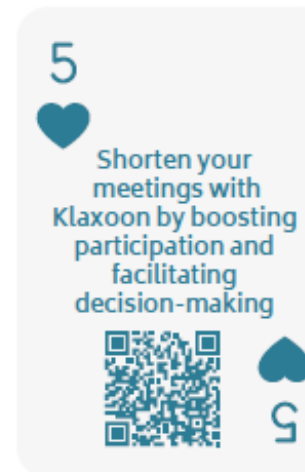 5
Shorten your
meetings with
Klaxoon by boosting
participation and
facilitating
decision-making
5